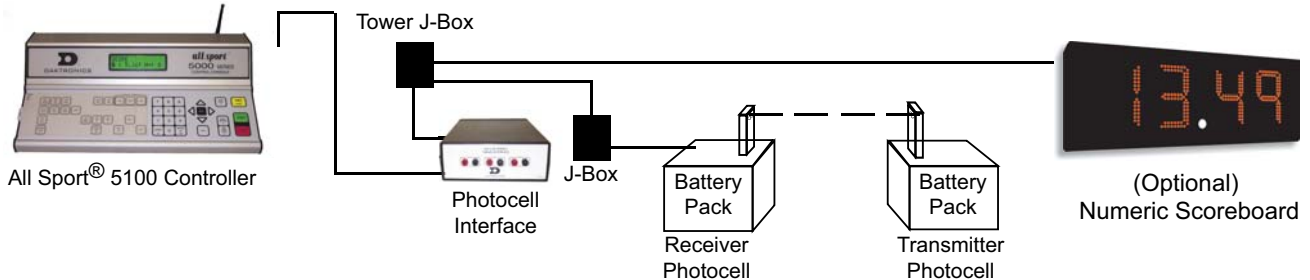 Tower J-Box
DAKTRONICS
all sport
5000 SERIES
All Sport® 5100 Controller
Photocell
Interface
J-Box
Battery
Pack
Receiver
Photocell
Battery
Pack
Transmitter
Photocell
13.49
(Optional)
Numeric Scoreboard